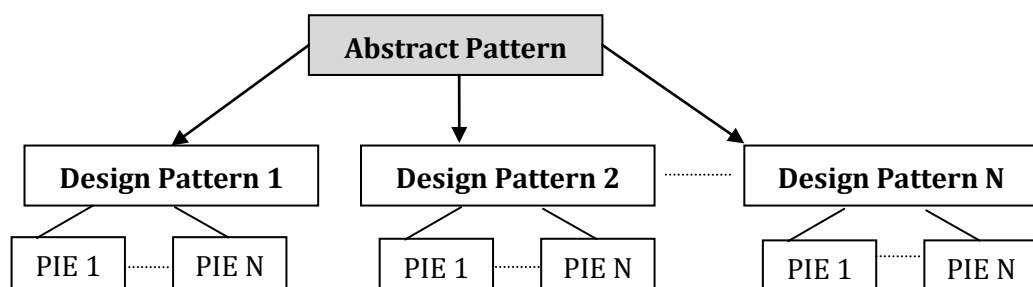 Abstract Pattern
Design Pattern 1
Design Pattern 2
Design Pattern N
PIE 1
PIE N
PIE 1
PIE N
PIE 1
PIE N